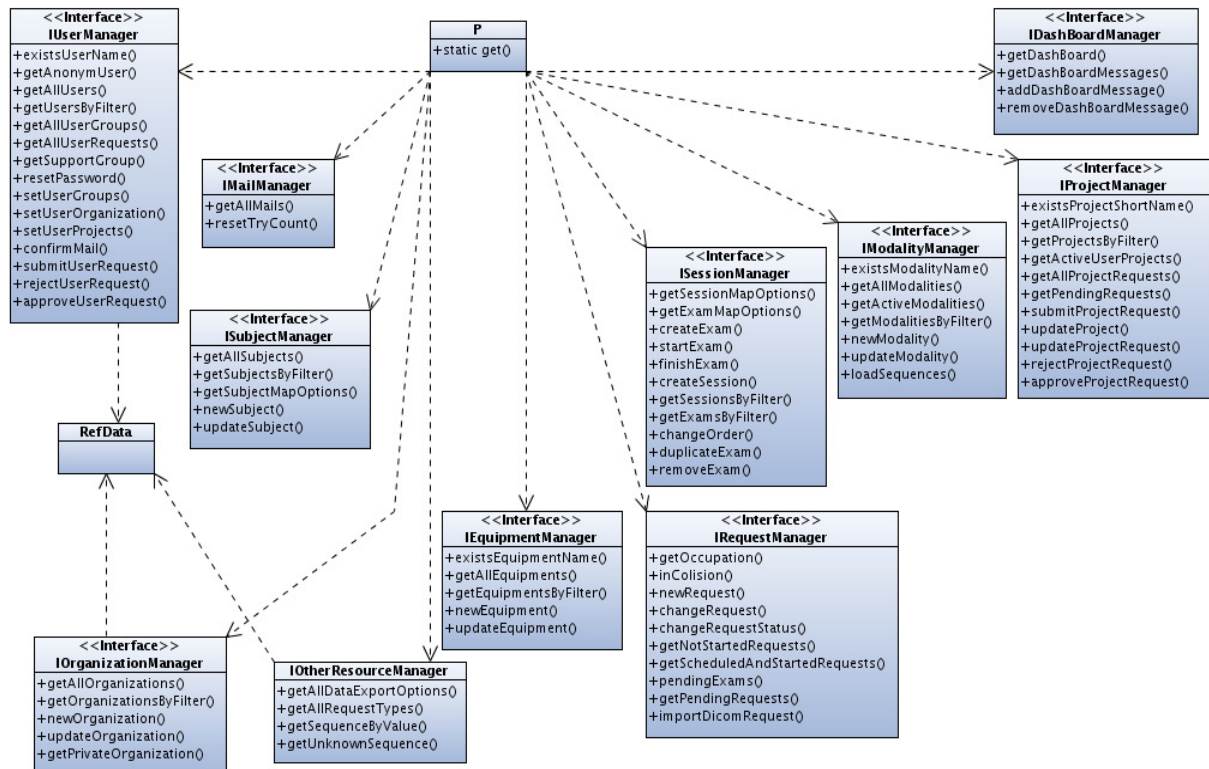 <<Interface>>
IUserManager
+existsUserName()
+getAnonymUser()
+getAllUsers()
+getUsersByFilter()
+getAllUserGroups()
+getAllUserRequests()
+getSupportGroup()
+resetPassword()
+setUserGroups()
+setUserOrganization()
+setUserProjects()
+confirmMail()
+submitUserRequest()
+rejectUserRequest()
+approveUserRequest()
P
+static get()
<<Interface>>
IDashBoardManager
+getDashBoard()
+getDashBoardMessages()
+addDashBoardMessage()
+removeDashBoardMessage()
<<Interface>>
IMailManager
+getAllMails()
+resetTryCount()
<<Interface>>
IProjectManager
+existsProjectShortName()
+getAllProjects()
+getProjectsByFilter()
+getActiveUserProjects()
+getAllProjectRequests()
+getPendingRequests()
+submitProjectRequest()
+updateProject()
+updateProjectRequest()
+rejectProjectRequest()
+approveProjectRequest()
<<Interface>>
IModalityManager
+existsModalityName()
+getAllModalities()
+getActiveModalities()
+getModalitiesByFilter()
+newModality()
+updateModality()
+loadSequences()
<<Interface>>
ISessionManager
+getSessionMapOptions()
+getExamMapOptions()
+createExam()
+startExam()
+finishExam()
+createSession()
+getSessionsByFilter()
+getExamsByFilter()
+changeOrder()
+duplicateExam()
+removeExam()
<<Interface>>
ISubjectManager
+getAllSubjects()
+getSubjectsByFilter()
+getSubjectMapOptions()
+newSubject()
+updateSubject()
RefData
<<Interface>>
IEquipmentManager
+existsEquipmentName()
+getAllEquipments()
+getEquipmentsByFilter()
+newEquipment()
+updateEquipment()
<<Interface>>
IRequestManager
+getOccupation()
+inColision()
+newRequest()
+changeRequest()
+changeRequestStatus()
+getNotStartedRequests()
+getScheduledAndStartedRequests()
+pendingExams()
+getPendingRequests()
+importDicomRequest()
<<Interface>>
IOrganizationManager
+getAllOrganizations()
+getOrganizationsByFilter()
+newOrganization()
+updateOrganization()
+getPrivateOrganization()
IOtherResourceManager
+getAllDataExportOptions()
+getAllRequestTypes()
+getSequenceByValue()
+getUnknownSequence()